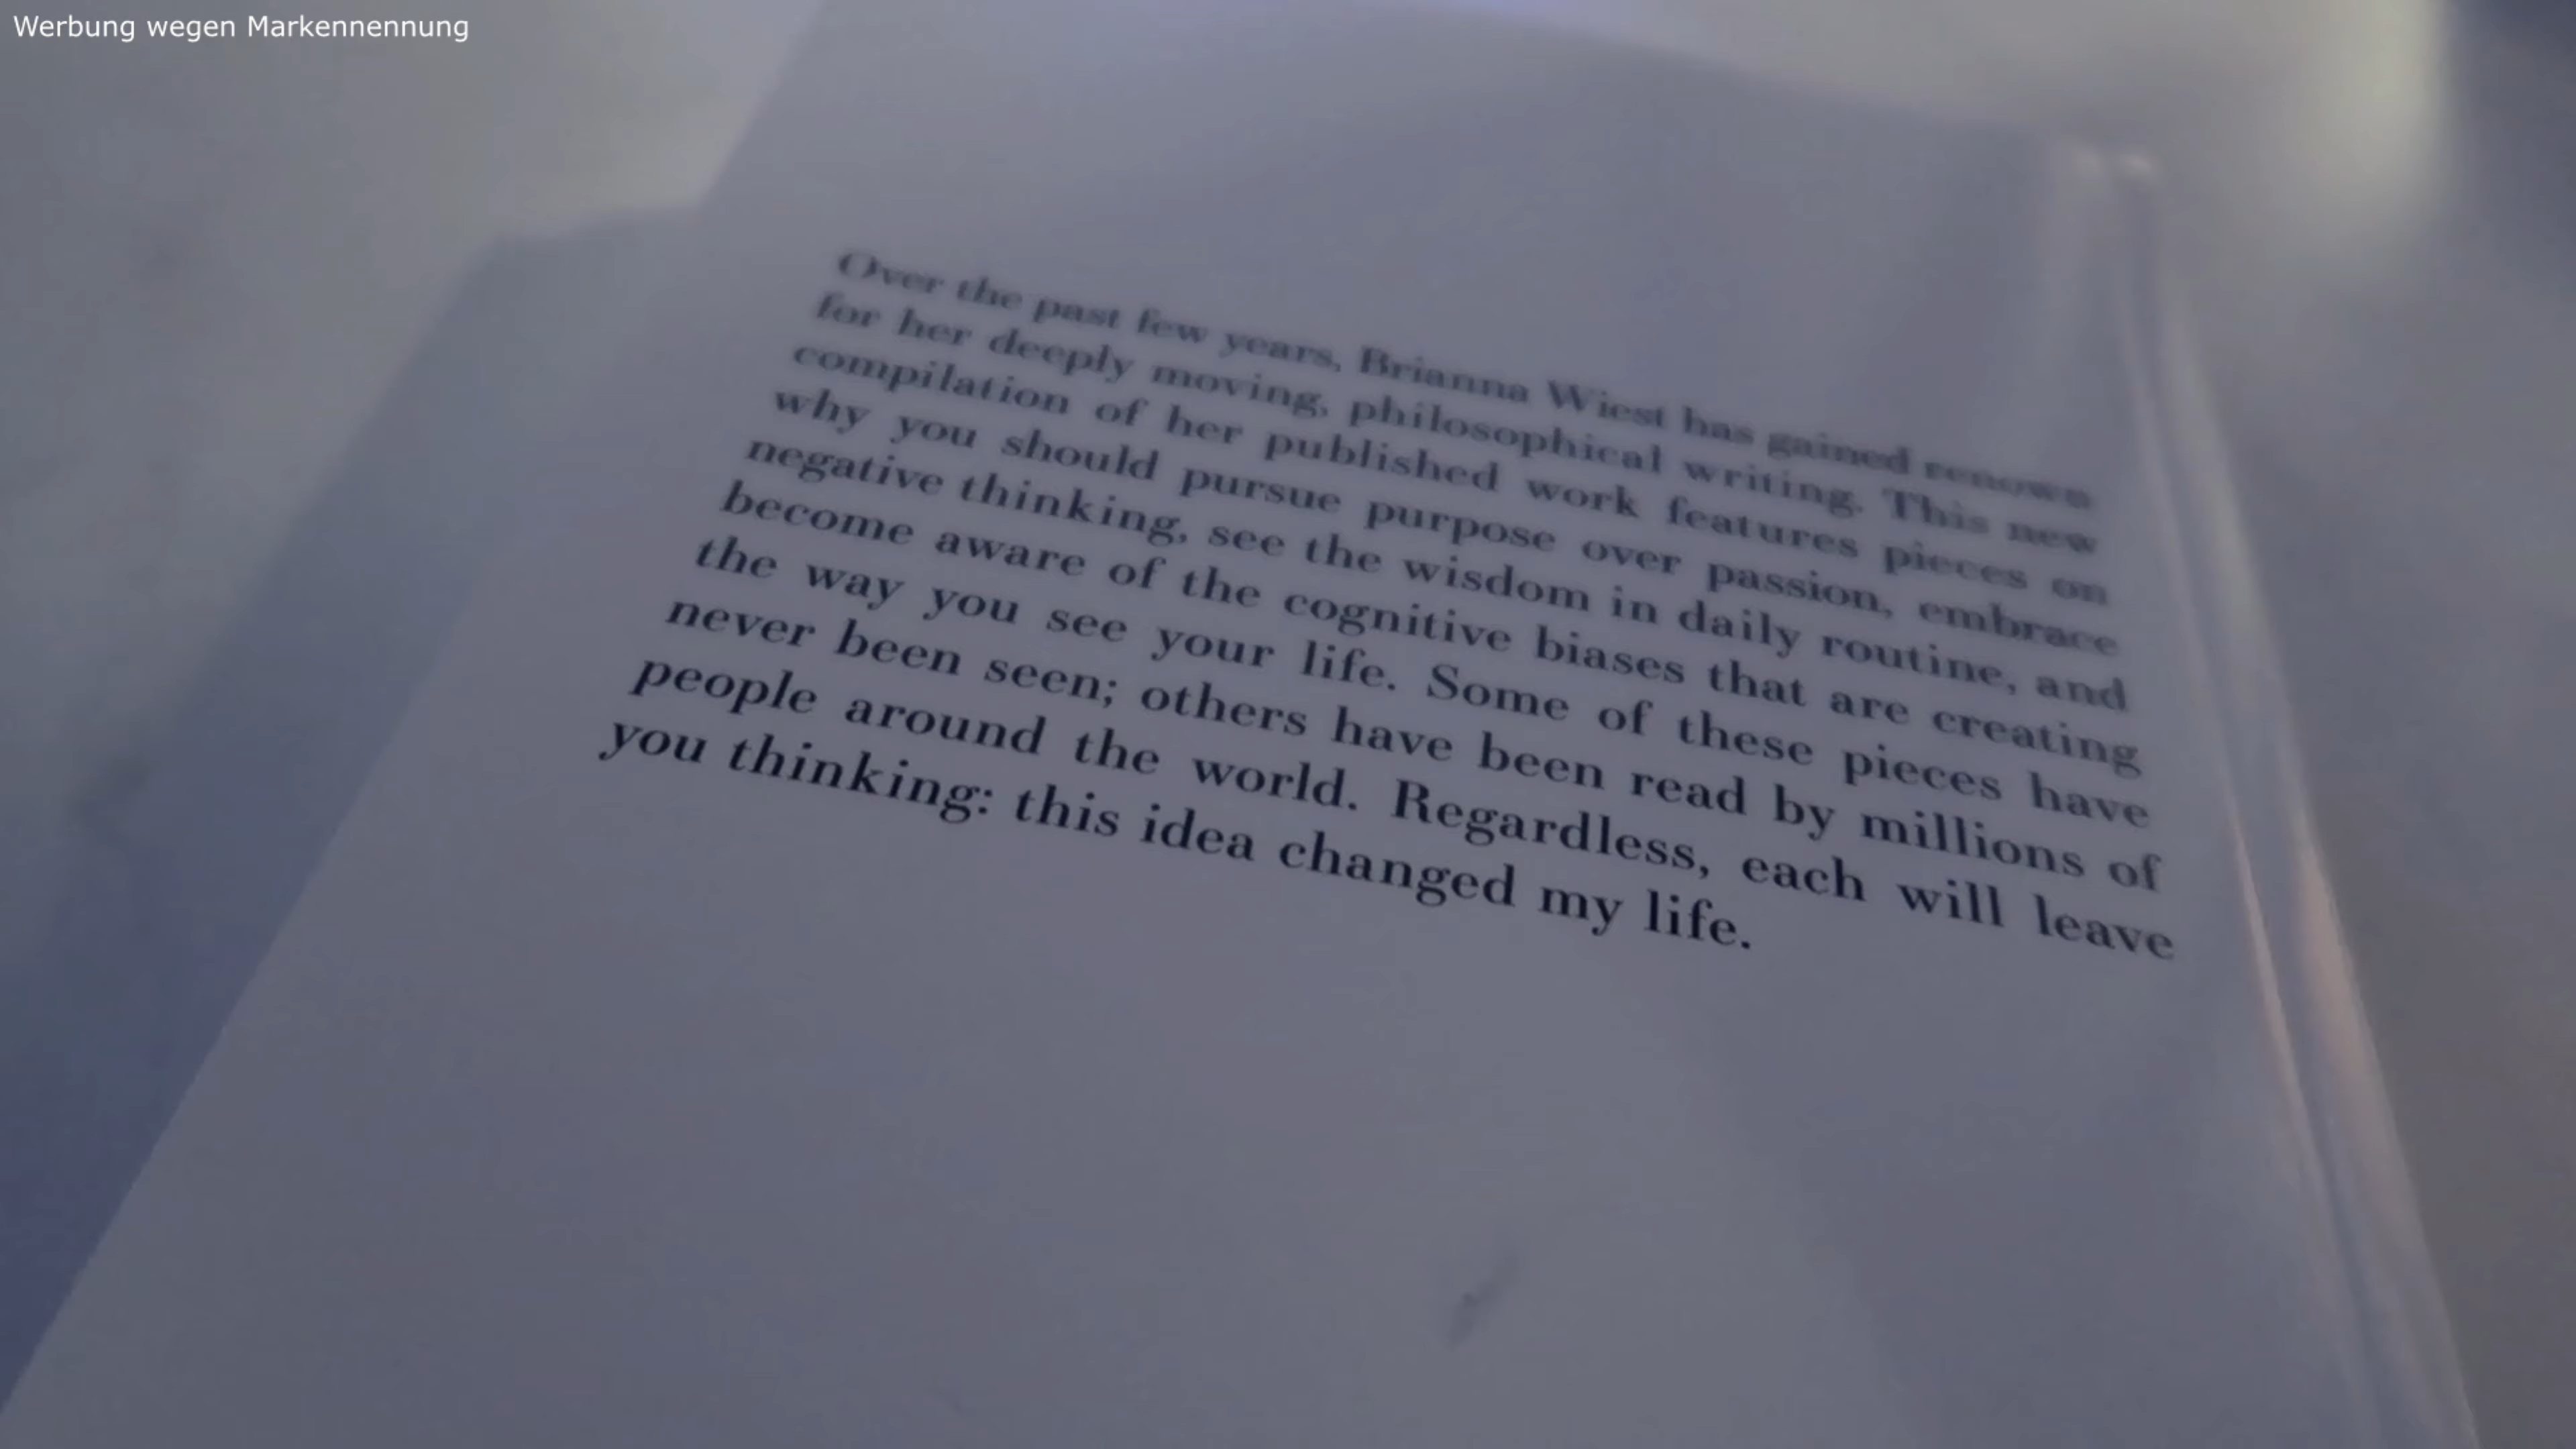 Werbung wegen Markennennung
Over the past few years, Brianna Wiest has gained renown
for her deeply moving, philosophical writing. This new
compilation of her published work features pieces on
why you should pursue purpose over passion, embrace
negative thinking, see the wisdom in daily routine, and
become aware of the cognitive biases that are creating
the way you see your life. Some of these pieces have
never been seen; others have been read by millions of
people around the world. Regardless, each will leave
you thinking: this idea changed my life.